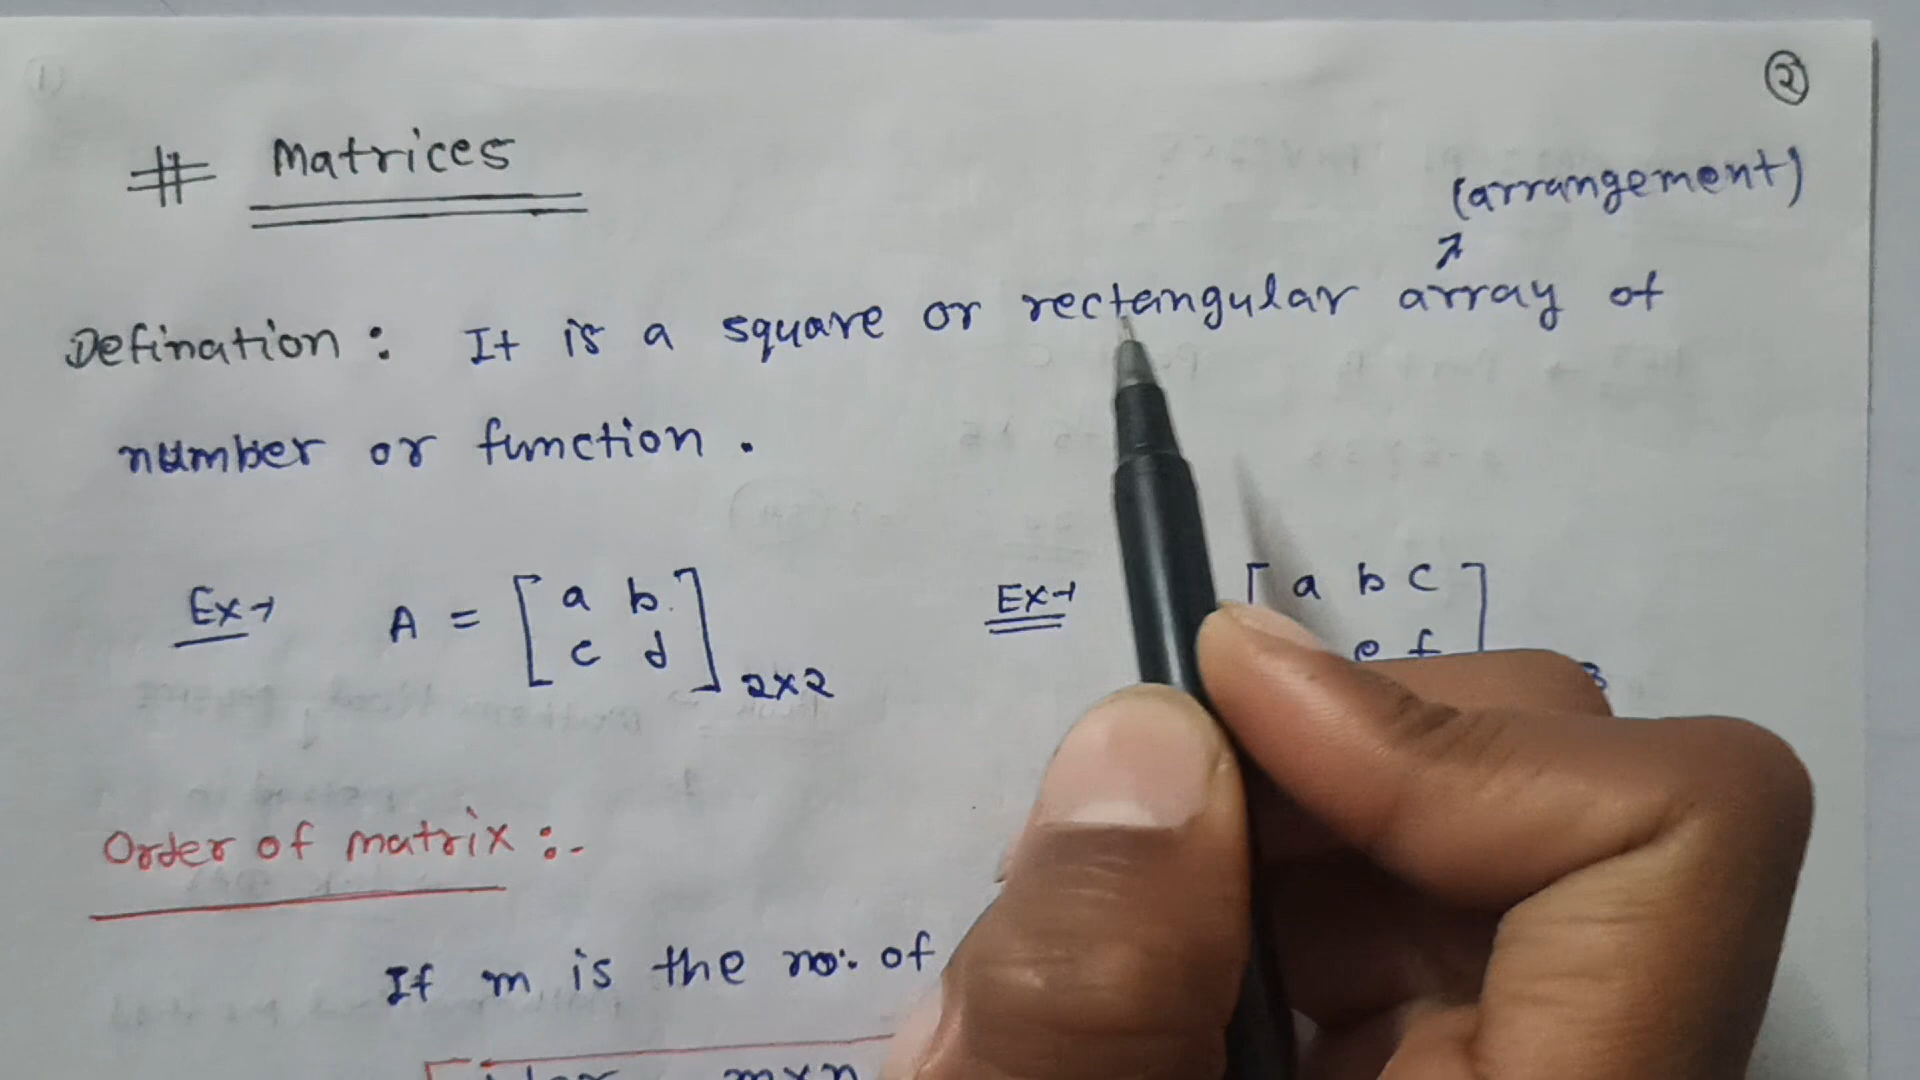 ②
# Matrices
(arrangement)
Defination : It is a square or rectangular array of
number or function .
Ex→ A = [ a b
c d ] 2×2
Ex→ [ a b c
e f ]
Order of matrix :-
If m is the no: of
m×n